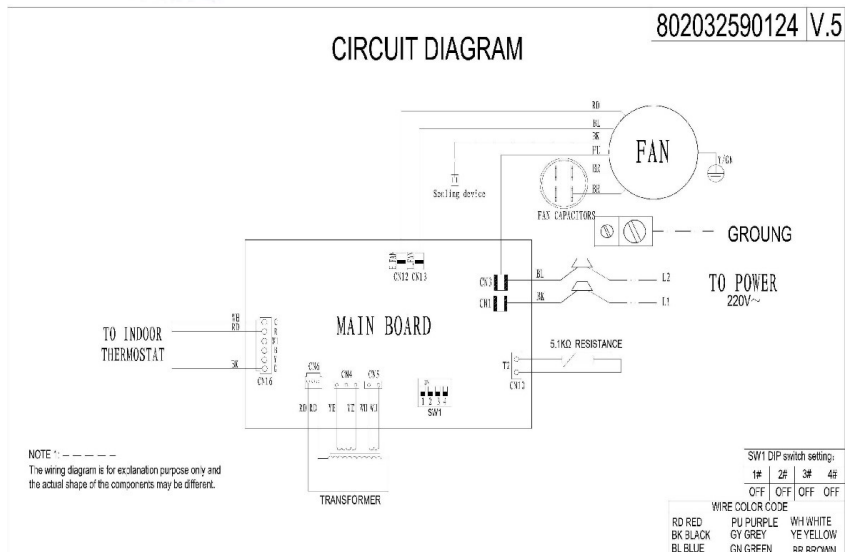 802032590124 V.5
CIRCUIT DIAGRAM
RD
BL
BK
PU
BR
BR
FAN
Y/GN
Sealing device
FAN CAPACITORS
GROUNG
E_FAN
L_FAN
CN12 CN13
CN3
CN1
BL
BK
L2
L1
TO POWER
220V~
MAIN BOARD
TO INDOOR
THERMOSTAT
WH
RD
BK
C
R
W1
B
Y
E
CN16
CN6
CN4
CN5
RD RD
YE
YE
WH WH
ON
1 2 3 4
SW1
T2
CN12
5.1KΩ RESISTANCE
TRANSFORMER
NOTE *: – – – – –
The wiring diagram is for explanation purpose only and
the actual shape of the components may be different.
SW1 DIP switch setting:
1# 2# 3# 4#
OFF OFF OFF OFF
WIRE COLOR CODE
RD RED PU PURPLE WH WHITE
BK BLACK GY GREY YE YELLOW
BL BLUE GN GREEN BR BROWN